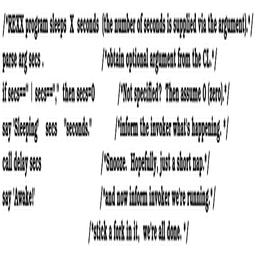 /*REXX program sleeps X seconds (the number of seconds is supplied via the argument).*/
parse arg secs . /*obtain optional argument from the CL.*/
if secs=='' | secs=="," then secs=0 /*Not specified? Then assume 0 (zero).*/
say 'Sleeping' secs "seconds." /*inform the invoker what's happening. */
call delay secs /*Snooze. Hopefully, just a short nap.*/
say 'Awake!' /*and now inform invoker we're running.*/
/*stick a fork in it, we're all done. */